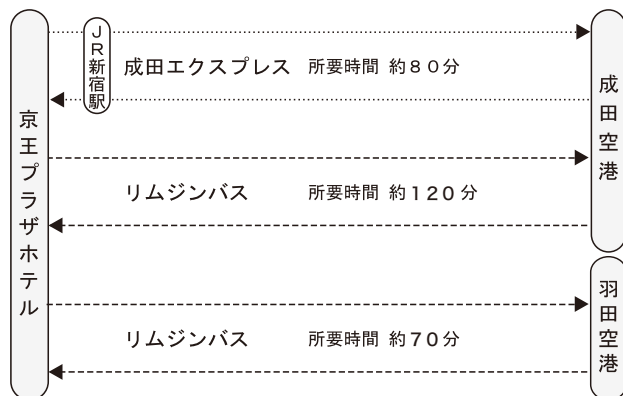 京王プラザホテル
JR新宿駅
成田エクスプレス 所要時間 約80分
リムジンバス 所要時間 約120分
成田空港
リムジンバス 所要時間 約70分
羽田空港